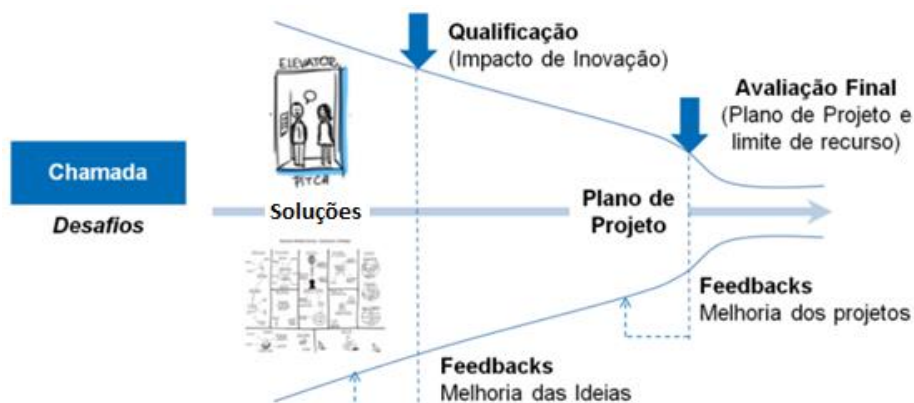 Qualificação
(Impacto de Inovação)
ELEVATOR
PITCH
Avaliação Final
(Plano de Projeto e
limite de recurso)
Chamada
Desafios
Soluções
Plano de
Projeto
Feedbacks
Melhoria dos projetos
Feedbacks
Melhoria das Ideias